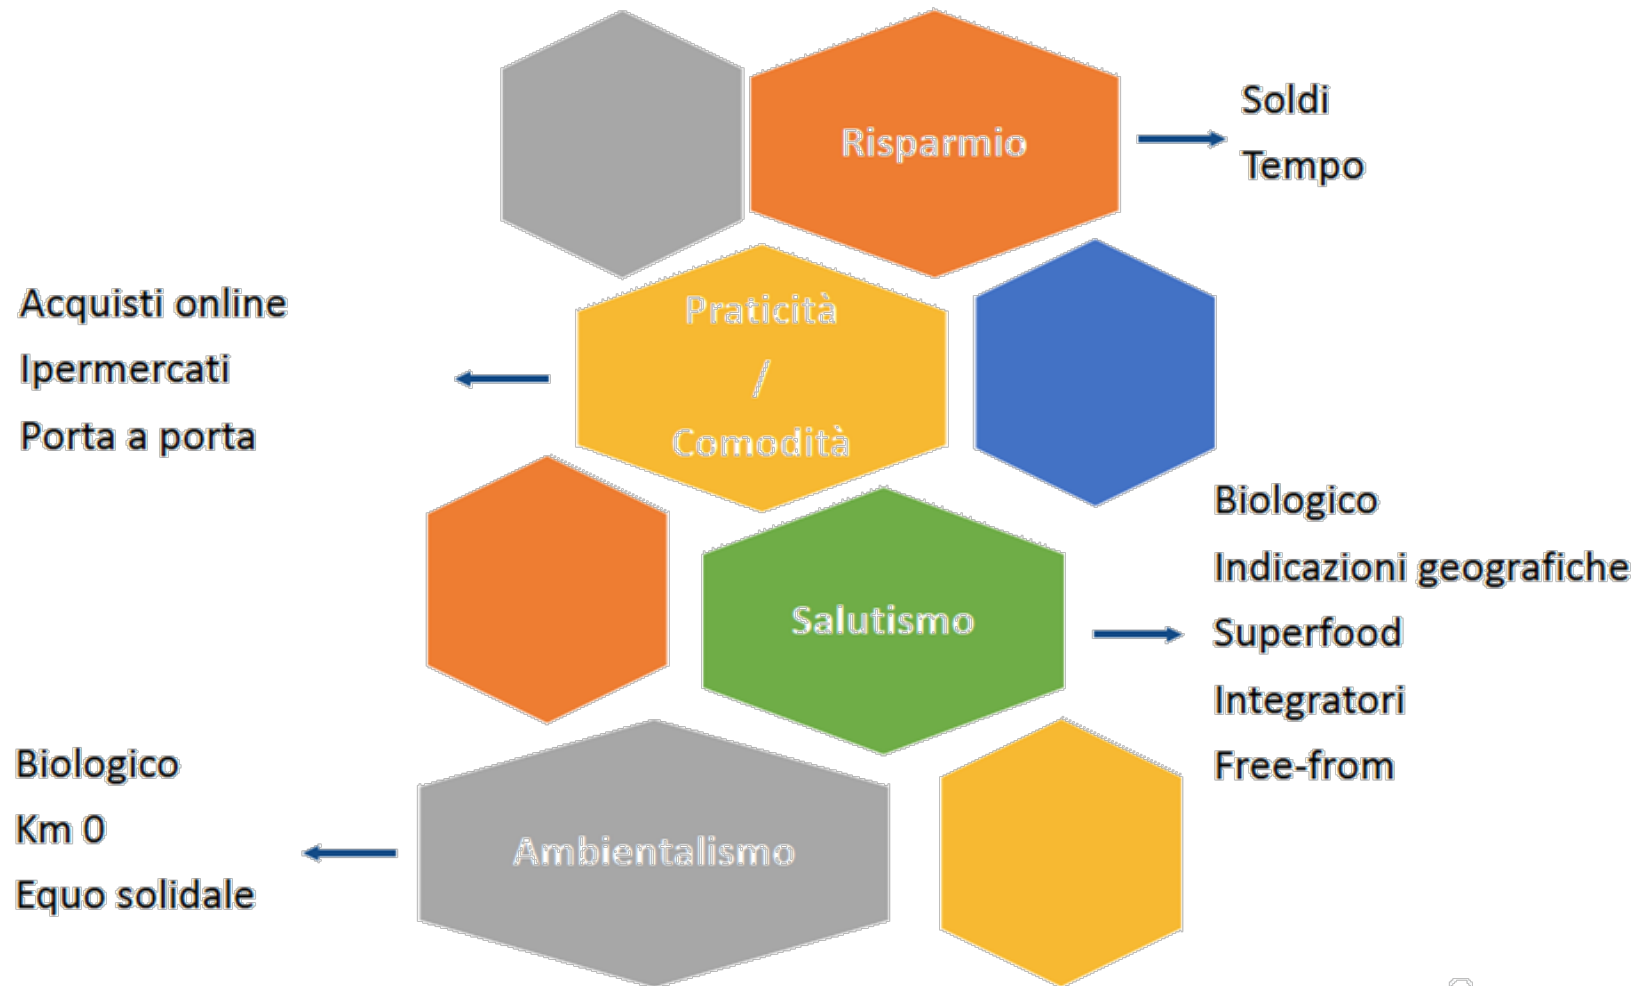 Risparmio
Soldi
Tempo
Praticità
/
Comodità
Acquisti online
Ipermercati
Porta a porta
Salutismo
Biologico
Indicazioni geografiche
Superfood
Integratori
Free-from
Ambientalismo
Biologico
Km 0
Equo solidale